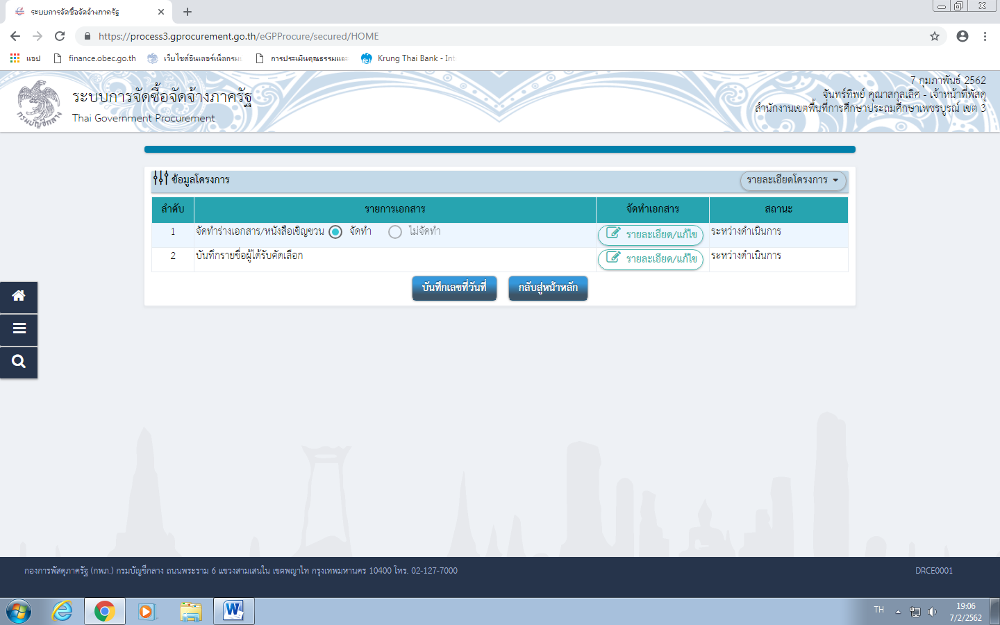 ระบบการจัดซื้อจัดจ้างภาครัฐ
https://process3.gprocurement.go.th/eGPProcure/secured/HOME
แอป finance.obec.go.th เว็บไซต์อินเตอร์เน็ตกรมบ การประเมินคุณธรรมและ Krung Thai Bank - Int
ระบบการจัดซื้อจัดจ้างภาครัฐ
Thai Government Procurement
7 กุมภาพันธ์ 2562
จันทร์ทิพย์ คุณาสกุลเลิศ - เจ้าหน้าที่พัสดุ
สำนักงานเขตพื้นที่การศึกษาประถมศึกษาเพชรบูรณ์ เขต 3
ข้อมูลโครงการ รายละเอียดโครงการ
ลำดับ รายการเอกสาร จัดทำเอกสาร สถานะ
1 จัดทำร่างเอกสาร/หนังสือเชิญชวน จัดทำ ไม่จัดทำ รายละเอียด/แก้ไข ระหว่างดำเนินการ
2 บันทึกรายชื่อผู้ได้รับคัดเลือก รายละเอียด/แก้ไข ระหว่างดำเนินการ
บันทึกเลขที่วันที่ กลับสู่หน้าหลัก
กองการพัสดุภาครัฐ (กพภ.) กรมบัญชีกลาง ถนนพระราม 6 แขวงสามเสนใน เขตพญาไท กรุงเทพมหานคร 10400 โทร. 02-127-7000 DRCE0001
TH 19:06
7/2/2562